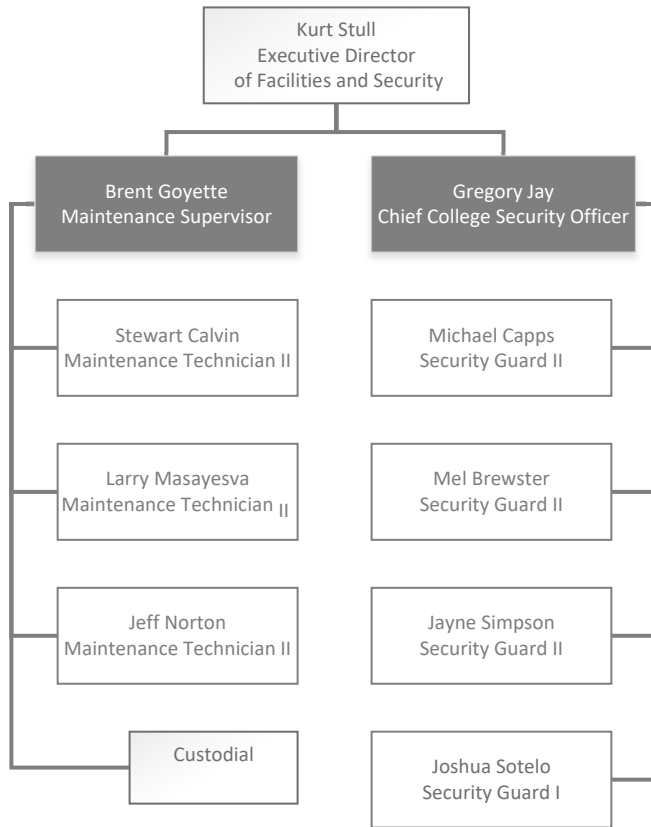 Kurt Stull
Executive Director
of Facilities and Security
Brent Goyette
Maintenance Supervisor
Gregory Jay
Chief College Security Officer
Stewart Calvin
Maintenance Technician II
Michael Capps
Security Guard II
Larry Masayesva
Maintenance Technician II
Mel Brewster
Security Guard II
Jeff Norton
Maintenance Technician II
Jayne Simpson
Security Guard II
Custodial
Joshua Sotelo
Security Guard I